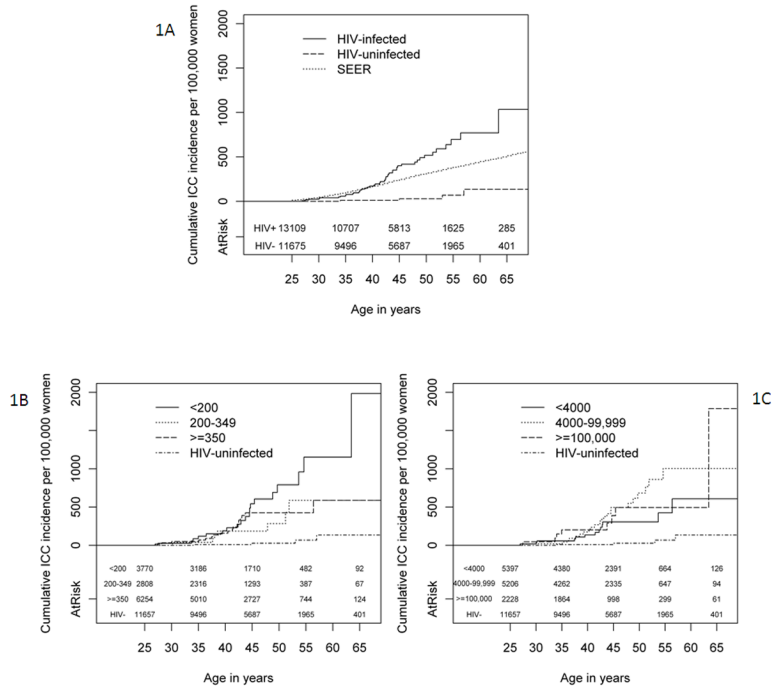 1A
Cumulative ICC incidence per 100,000 women
2000
1500
1000
500
0
HIV-infected
HIV-uninfected
SEER
AtRisk
HIV+ 13109 10707 5813 1625 285
HIV- 11675 9496 5687 1965 401
25 30 35 40 45 50 55 60 65
Age in years
1B
Cumulative ICC incidence per 100,000 women
2000
1000
500
0
<200
200-349
>=350
HIV-uninfected
AtRisk
<200 3770 3186 1710 482 92
200-349 2808 2316 1293 387 67
>=350 6254 5010 2727 744 124
HIV- 11657 9496 5687 1965 401
25 30 35 40 45 50 55 60 65
Age in years
1C
Cumulative ICC incidence per 100,000 women
2000
1000
500
0
<4000
4000-99,999
>=100,000
HIV-uninfected
AtRisk
<4000 5397 4380 2391 664 126
4000-99,999 5206 4262 2335 647 94
>=100,000 2228 1864 998 299 61
HIV- 11657 9496 5687 1965 401
25 30 35 40 45 50 55 60 65
Age in years